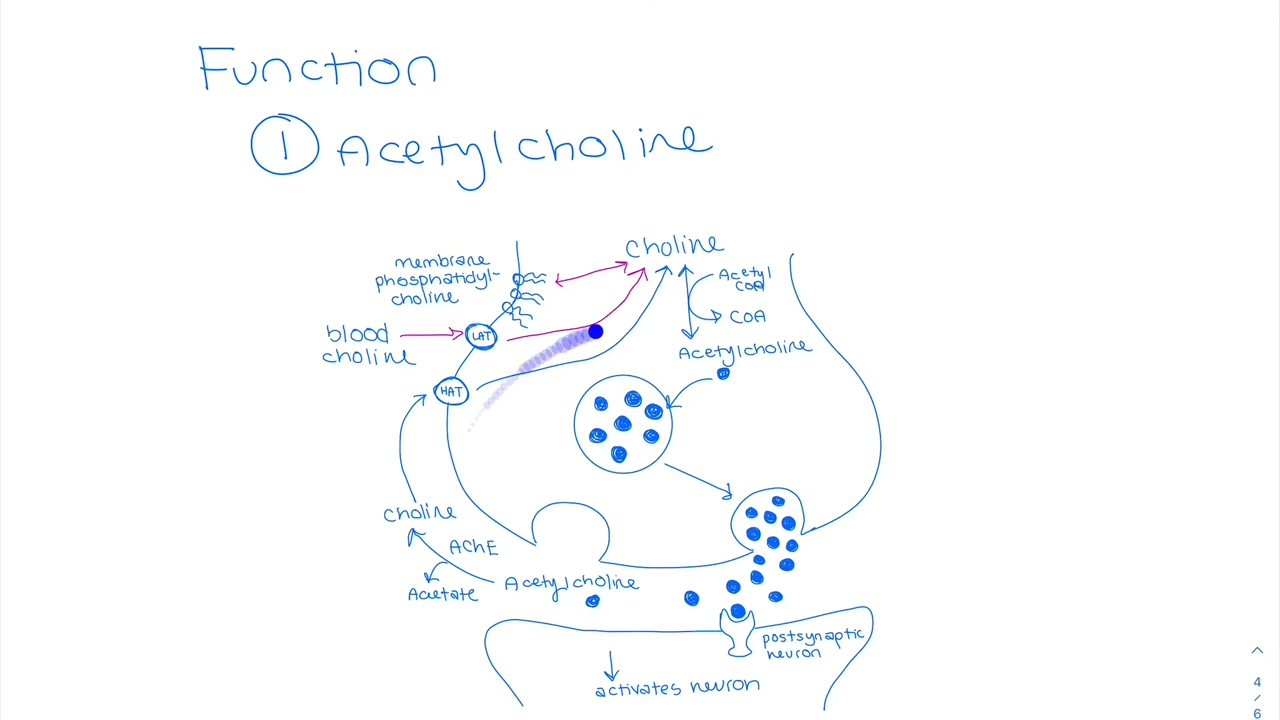 Function
1 Acetylcholine
choline
membrane
phosphatidyl-
choline
Acetyl
COA
COA
blood
choline
LAT
Acetylcholine
HAT
choline
AChE
Acetate
Acetylcholine
postsynaptic
neuron
activates neuron
4
/
6